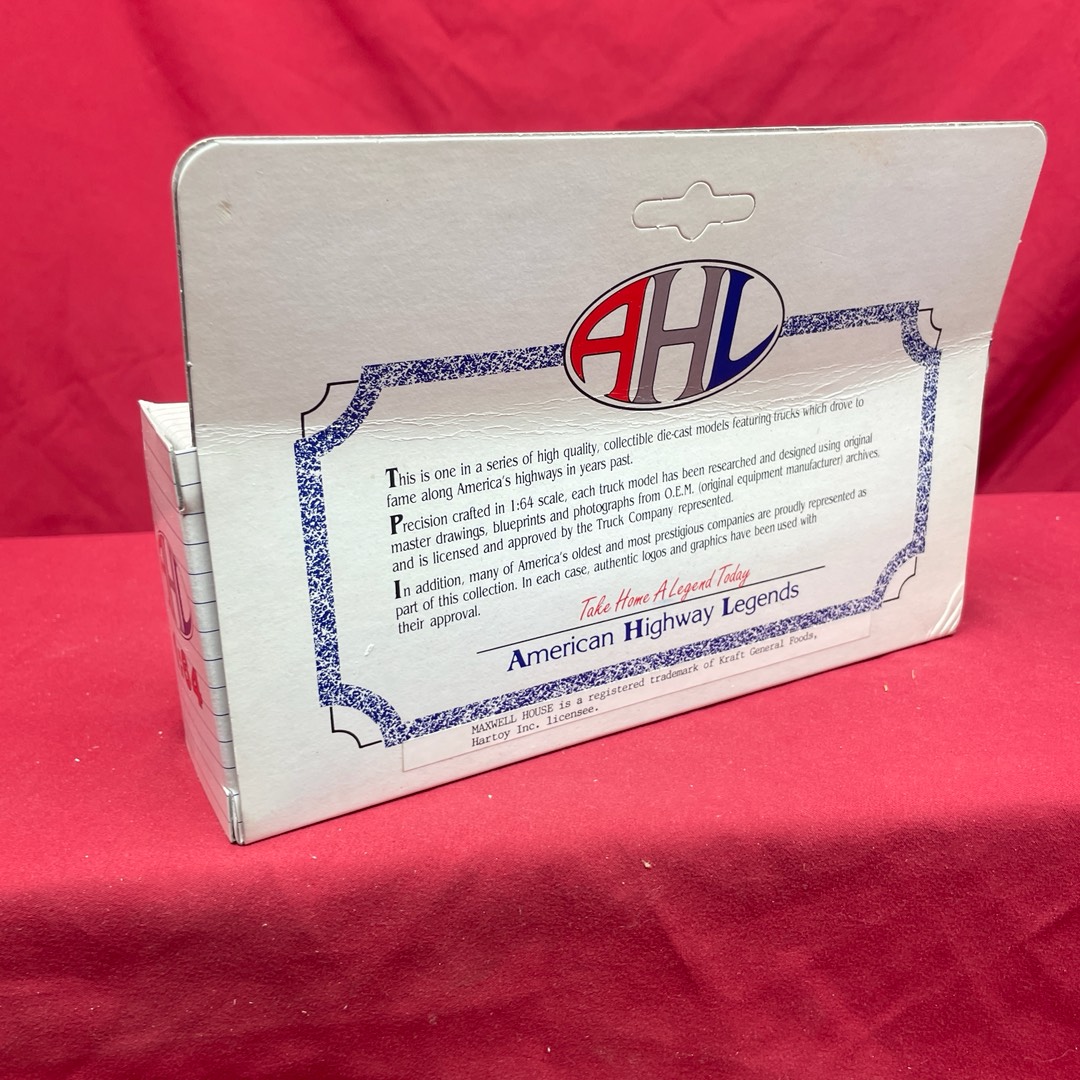 AHL
This is one in a series of high quality, collectible die-cast models featuring trucks which drove to
fame along America's highways in years past.
Precision crafted in 1:64 scale, each truck model has been researched and designed using original
master drawings, blueprints and photographs from O.E.M. (original equipment manufacturer) archives,
and is licensed and approved by the Truck Company represented.
In addition, many of America's oldest and most prestigious companies are proudly represented as
part of this collection. In each case, authentic logos and graphics have been used with
their approval.
Take Home A Legend Today
American Highway Legends
MAXWELL HOUSE is a registered trademark of Kraft General Foods,
Hartoy Inc. licensee.